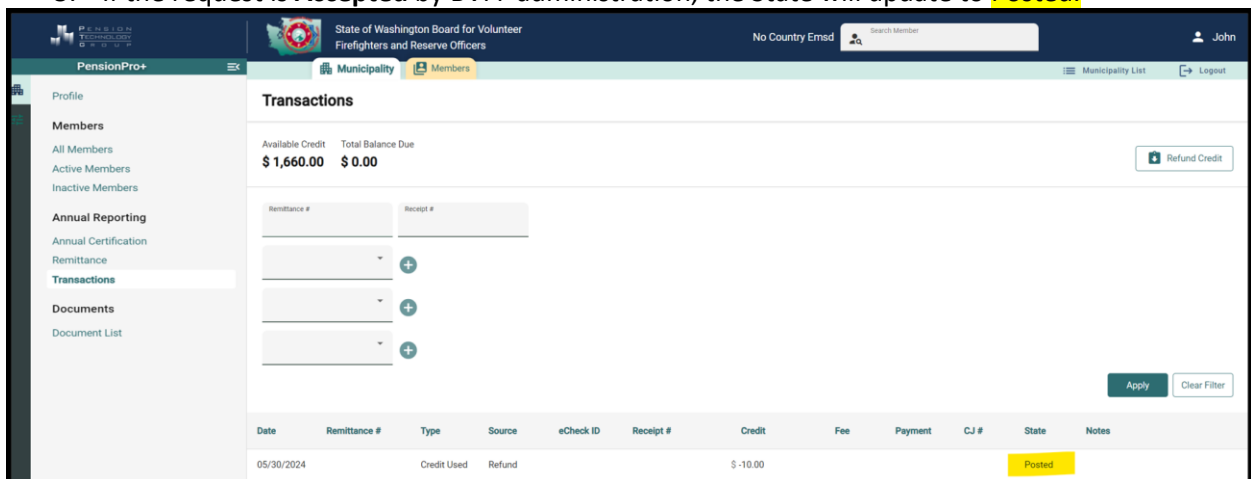 If the request is Accepted by BVFF administration, the State will update to Posted.
PENSION
TECHNOLOGY
GROUP
State of Washington Board for Volunteer
Firefighters and Reserve Officers
No Country Emsd
Search Member
John
PensionPro+
Municipality
Members
Municipality List
Logout
Profile
Members
All Members
Active Members
Inactive Members
Annual Reporting
Annual Certification
Remittance
Transactions
Documents
Document List
Transactions
Available Credit Total Balance Due
$ 1,660.00 $ 0.00
Refund Credit
Remittance # Receipt #
Apply Clear Filter
Date Remittance # Type Source eCheck ID Receipt # Credit Fee Payment CJ # State Notes
05/30/2024 Credit Used Refund $ -10.00 Posted